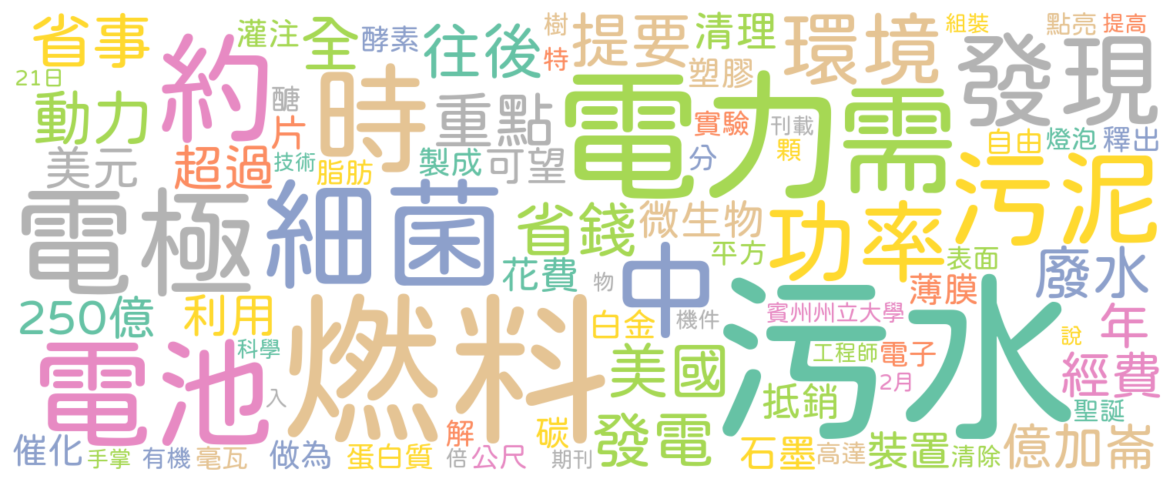 省事
灌注
全
酵素
往後
樹
特
提要
清理
環境
組裝
點亮
提高
21日
動力
約
醣
片
時
重點
塑膠
電力需
發現
實驗
刊載
顆
分
自由
燈泡
釋出
美元
超過
技術
脂肪
製成
可望
污泥
電極
細菌
省錢
微生物
功率
平方
表面
廢水
250億
利用
花費
物
中
薄膜
燃料
白金
機件
賓州州立大學
污水
說
年
電池
科學
入
美國
工程師
電子
2月
經費
抵銷
聖誕
催化
手掌
有機
毫瓦
做為
蛋白質
解
倍
公尺
碳
期刊
發電
石墨
高達
裝置
清除
億加崙